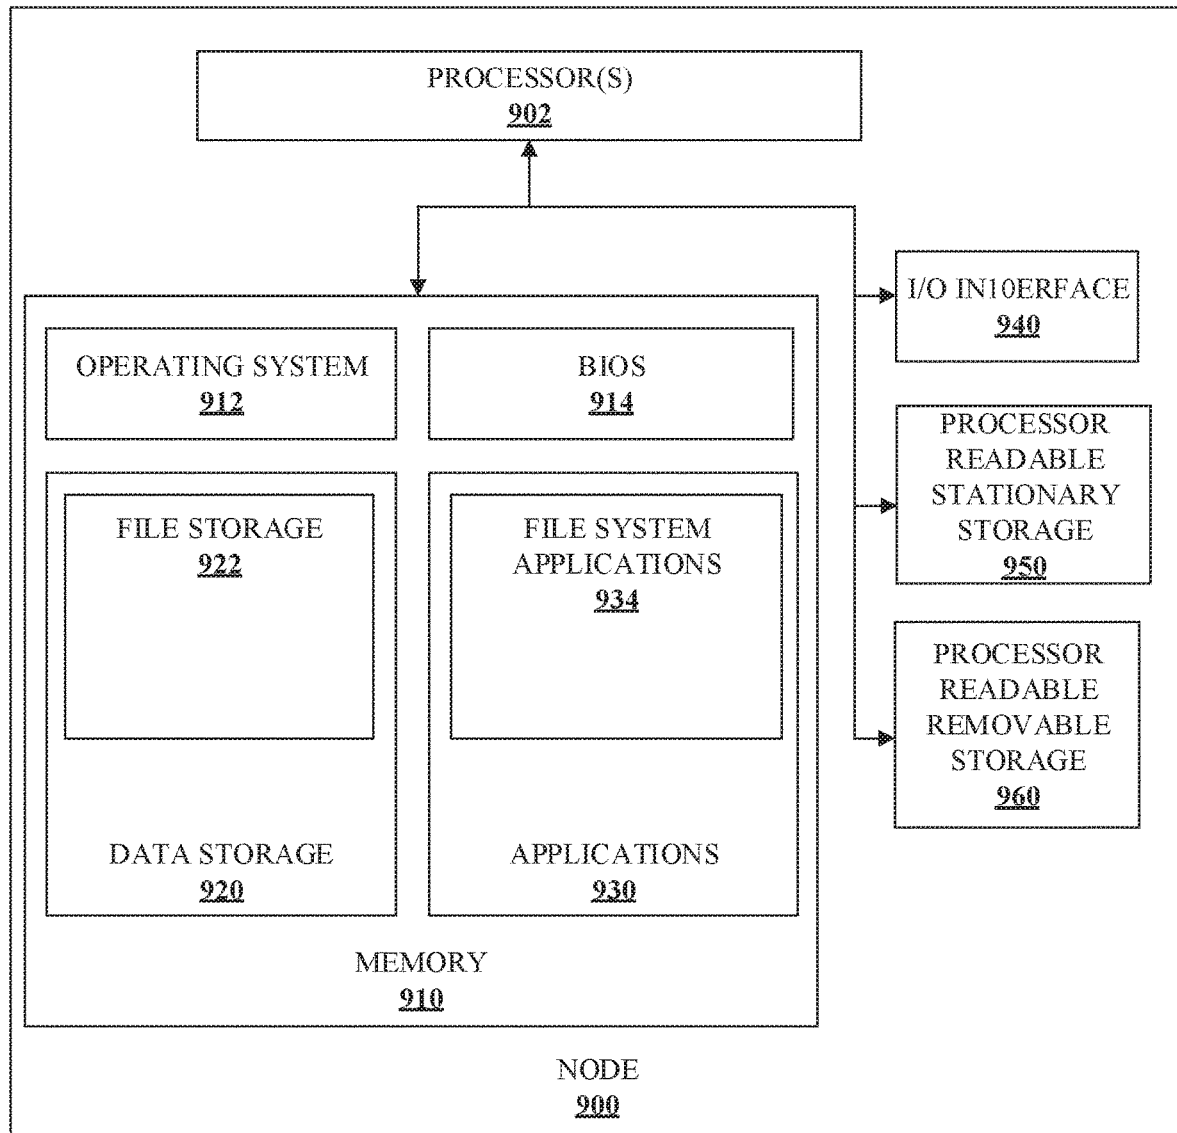 PROCESSOR(S)
902
I/O IN10ERFACE
940
OPERATING SYSTEM
912
BIOS
914
PROCESSOR
READABLE
STATIONARY
STORAGE
950
FILE STORAGE
922
FILE SYSTEM
APPLICATIONS
934
PROCESSOR
READABLE
REMOVABLE
STORAGE
960
DATA STORAGE
920
APPLICATIONS
930
MEMORY
910
NODE
900